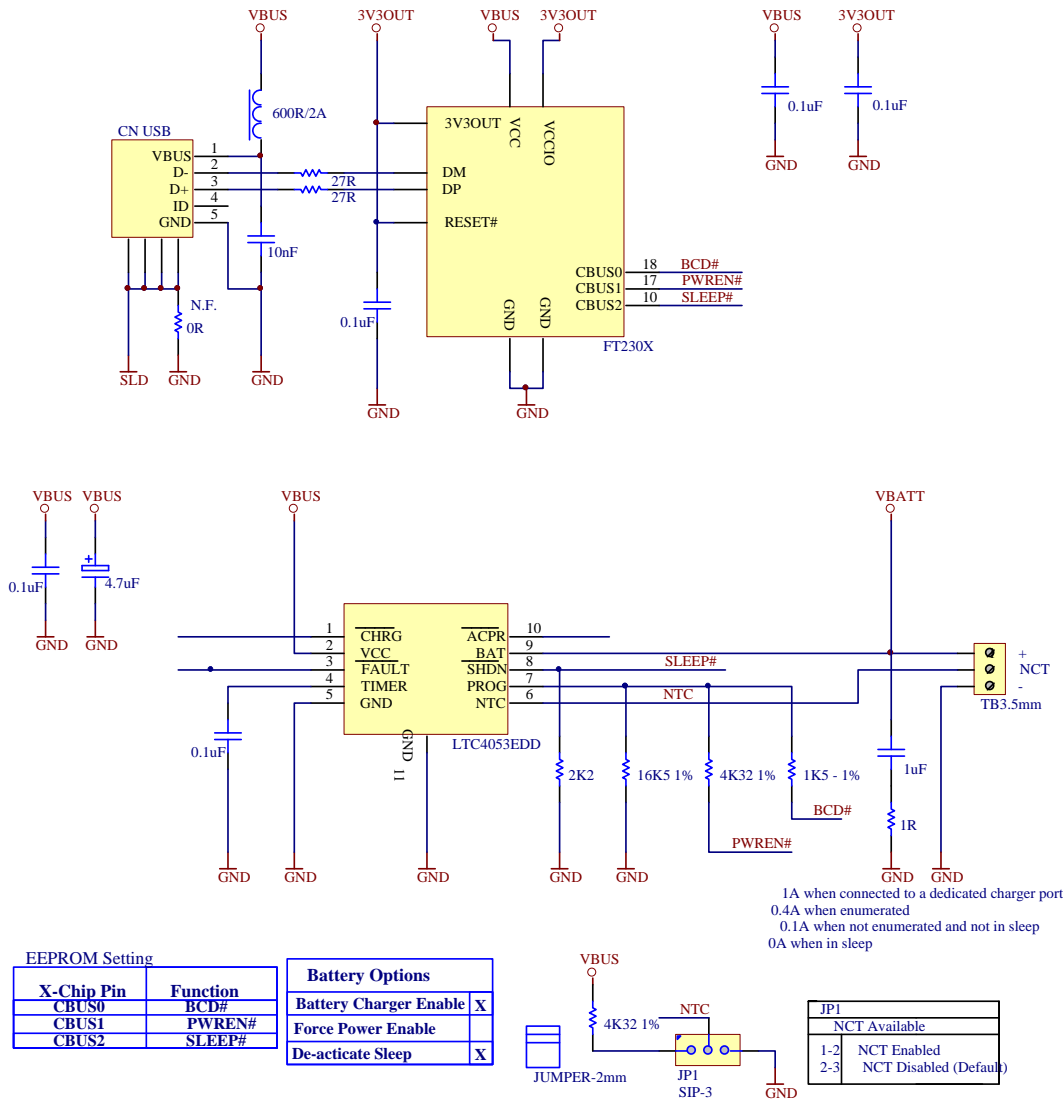 VBUS 3V3OUT VBUS 3V3OUT VBUS 3V3OUT
600R/2A
0.1uF 0.1uF
GND GND
CN USB
VBUS 1
D- 2
D+ 3
ID 4
GND 5
27R
27R
10nF
N.F.
0R
SLD GND GND
0.1uF
GND
3V3OUT
VCC
VCCIO
DM
DP
RESET#
CBUS0 18 BCD#
CBUS1 17 PWREN#
CBUS2 10 SLEEP#
GND
GND
FT230X
GND
VBUS VBUS VBUS VBATT
0.1uF 4.7uF
GND GND
1 CHRG
2 VCC
3 FAULT
4 TIMER
5 GND
ACPR 10
BAT 9
SHDN 8 SLEEP#
PROG 7
NTC 6 NTC
GND
11
LTC4053EDD
+
NCT
-
TB3.5mm
0.1uF
2K2 16K5 1% 4K32 1% 1K5 - 1% 1uF
BCD#
1R
PWREN#
GND GND GND GND GND GND GND
1A when connected to a dedicated charger port
0.4A when enumerated
0.1A when not enumerated and not in sleep
0A when in sleep
EEPROM Setting
X-Chip Pin Function
CBUS0 BCD#
CBUS1 PWREN#
CBUS2 SLEEP#
Battery Options
Battery Charger Enable X
Force Power Enable
De-acticate Sleep X
VBUS
4K32 1%
NTC
JUMPER-2mm
JP1
SIP-3
GND
JP1
NCT Available
1-2 NCT Enabled
2-3 NCT Disabled (Default)